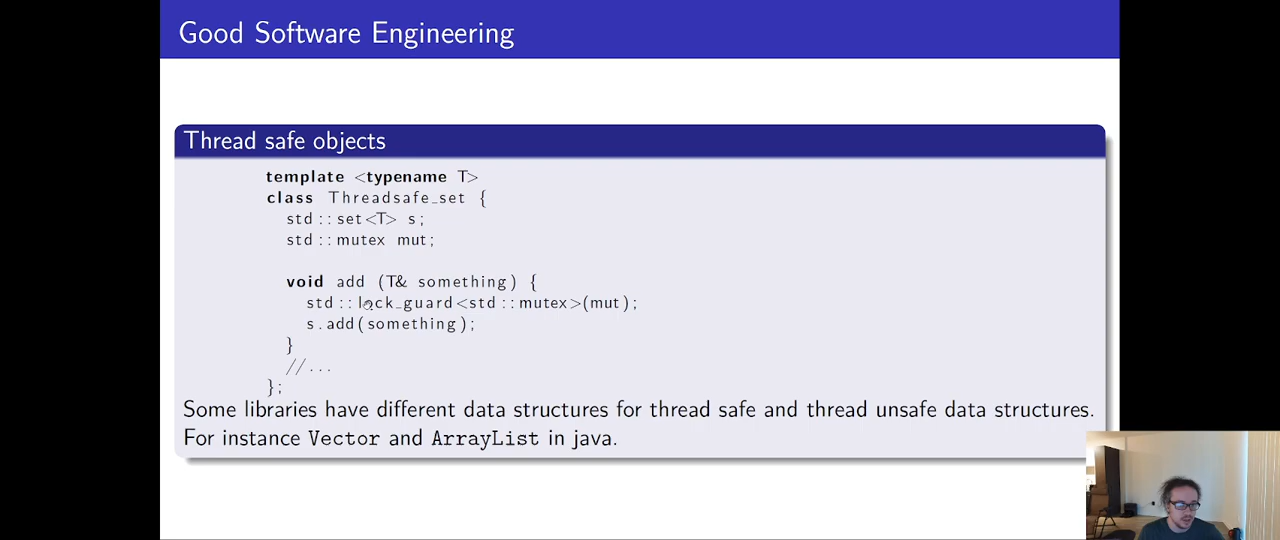 Good Software Engineering
Thread safe objects
template <typename T>
class Threadsafe_set {
std::set<T> s;
std::mutex mut;
void add (T& something) {
std::lock_guard<std::mutex>(mut);
s.add(something);
}
//...
};
Some libraries have different data structures for thread safe and thread unsafe data structures.
For instance Vector and ArrayList in java.